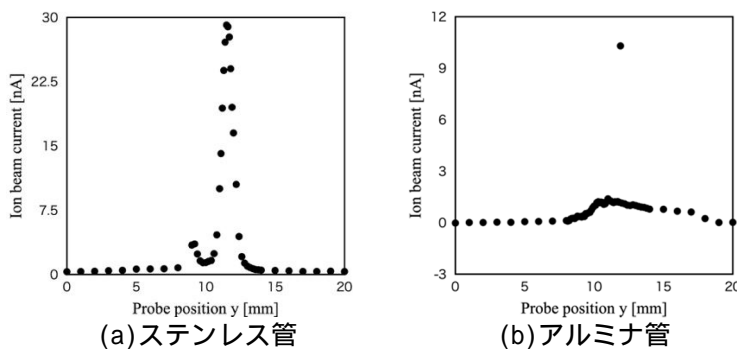 30
22.5
15
7.5
0
Ion beam current [nA]
0 5 10 15 20
Probe position y [mm]
(a)ステンレス管
12
9
6
3
0
-3
Ion beam current [nA]
0 5 10 15 20
Probe position y [mm]
(b)アルミナ管